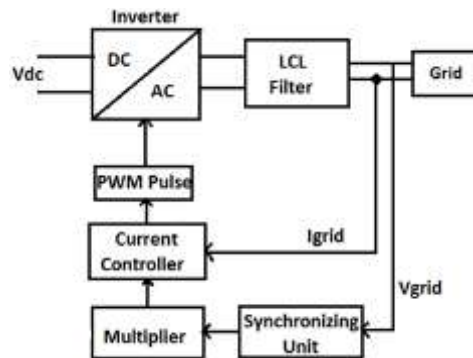 Inverter
Vdc
DC
AC
LCL
Filter
Grid
PWM Pulse
Current
Controller
Igrid
Vgrid
Multiplier
Synchronizing
Unit